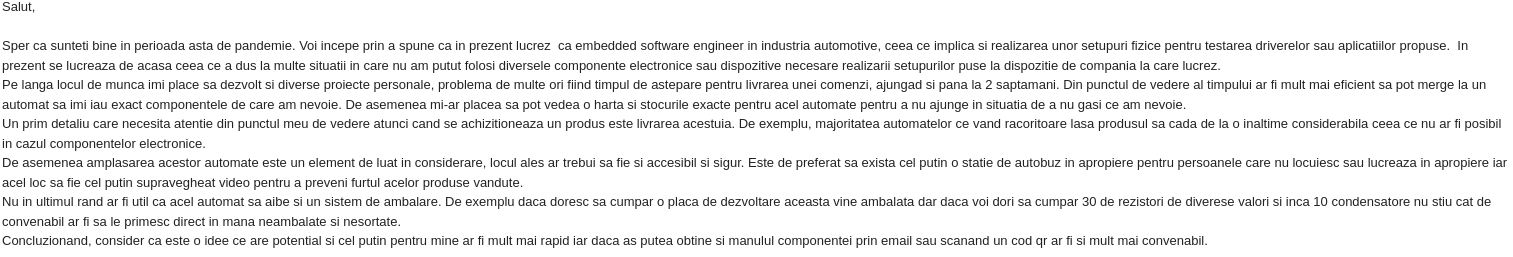 Salut,
Sper ca sunteti bine in perioada asta de pandemie. Voi incepe prin a spune ca in prezent lucrez  ca embedded software engineer in industria automotive, ceea ce implica si realizarea unor setupuri fizice pentru testarea driverelor sau aplicatiilor propuse.  In
prezent se lucreaza de acasa ceea ce a dus la multe situatii in care nu am putut folosi diversele componente electronice sau dispozitive necesare realizarii setupurilor puse la dispozitie de compania la care lucrez.
Pe langa locul de munca imi place sa dezvolt si diverse proiecte personale, problema de multe ori fiind timpul de astepare pentru livrarea unei comenzi, ajungad si pana la 2 saptamani. Din punctul de vedere al timpului ar fi mult mai eficient sa pot merge la un
automat sa imi iau exact componentele de care am nevoie. De asemenea mi-ar placea sa pot vedea o harta si stocurile exacte pentru acel automate pentru a nu ajunge in situatia de a nu gasi ce am nevoie.
Un prim detaliu care necesita atentie din punctul meu de vedere atunci cand se achizitioneaza un produs este livrarea acestuia. De exemplu, majoritatea automatelor ce vand racoritoare lasa produsul sa cada de la o inaltime considerabila ceea ce nu ar fi posibil
in cazul componentelor electronice.
De asemenea amplasarea acestor automate este un element de luat in considerare, locul ales ar trebui sa fie si accesibil si sigur. Este de preferat sa exista cel putin o statie de autobuz in apropiere pentru persoanele care nu locuiesc sau lucreaza in apropiere iar
acel loc sa fie cel putin supravegheat video pentru a preveni furtul acelor produse vandute.
Nu in ultimul rand ar fi util ca acel automat sa aibe si un sistem de ambalare. De exemplu daca doresc sa cumpar o placa de dezvoltare aceasta vine ambalata dar daca voi dori sa cumpar 30 de rezistori de diverese valori si inca 10 condensatore nu stiu cat de
convenabil ar fi sa le primesc direct in mana neambalate si nesortate.
Concluzionand, consider ca este o idee ce are potential si cel putin pentru mine ar fi mult mai rapid iar daca as putea obtine si manulul componentei prin email sau scanand un cod qr ar fi si mult mai convenabil.